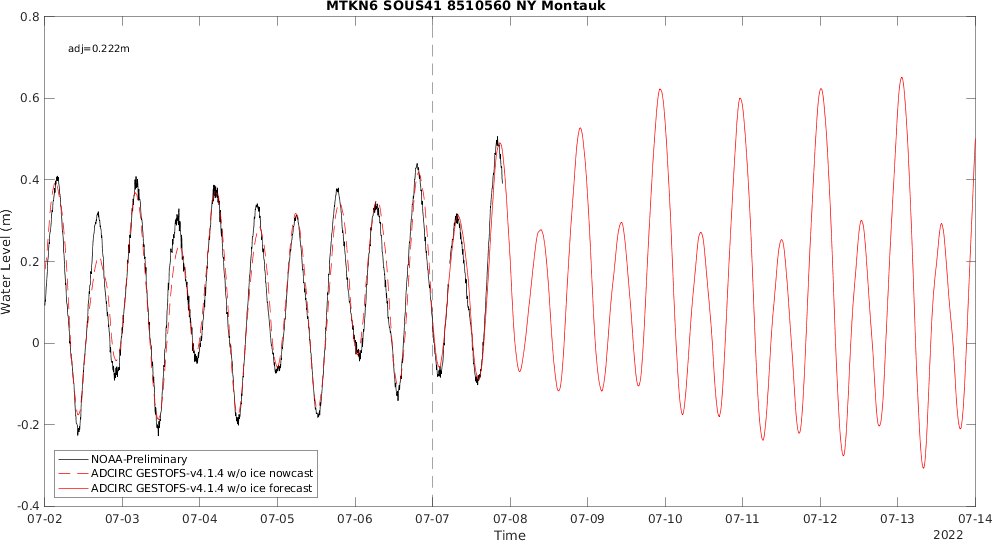 MTKN6 SOUS41 8510560 NY Montauk
0.8
adj=0.222m
0.6
0.4
0.2
0
-0.2
-0.4
Water Level (m)
NOAA-Preliminary
ADCIRC GESTOFS-v4.1.4 w/o ice nowcast
ADCIRC GESTOFS-v4.1.4 w/o ice forecast
07-02 07-03 07-04 07-05 07-06 07-07 07-08 07-09 07-10 07-11 07-12 07-13 07-14
Time
2022